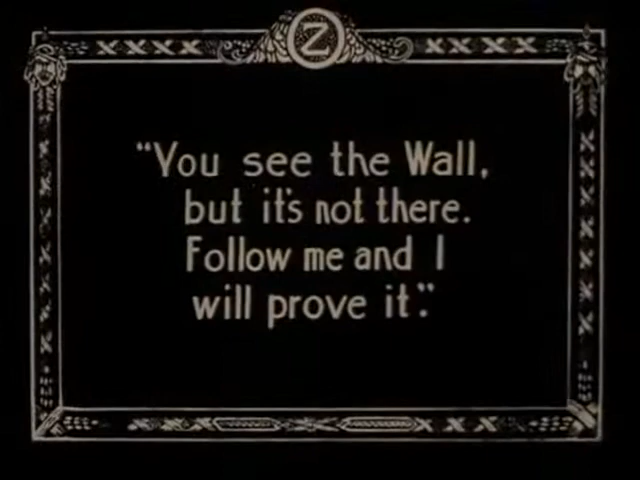 Z
"You see the Wall,
but it's not there.
Follow me and I
will prove it".